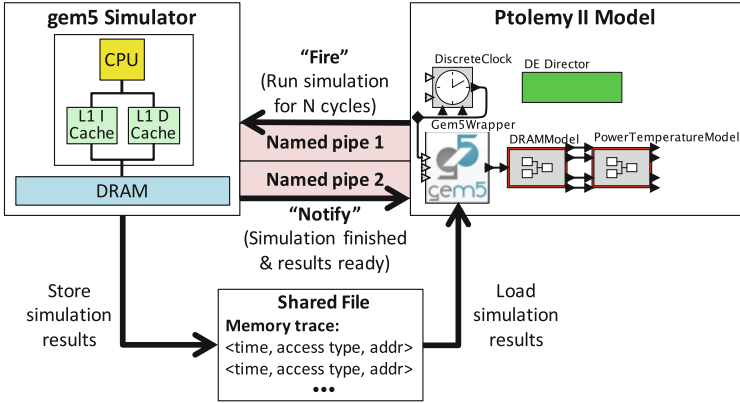 gem5 Simulator
CPU
L1 I
Cache
L1 D
Cache
DRAM
"Fire"
(Run simulation
for N cycles)
Named pipe 1
Named pipe 2
"Notify"
(Simulation finished
& results ready)
Ptolemy II Model
DiscreteClock
DE Director
Gem5Wrapper
gem5
DRAMModel
PowerTemperatureModel
Store
simulation
results
Shared File
Memory trace:
<time, access type, addr>
<time, access type, addr>
•••
Load
simulation
results